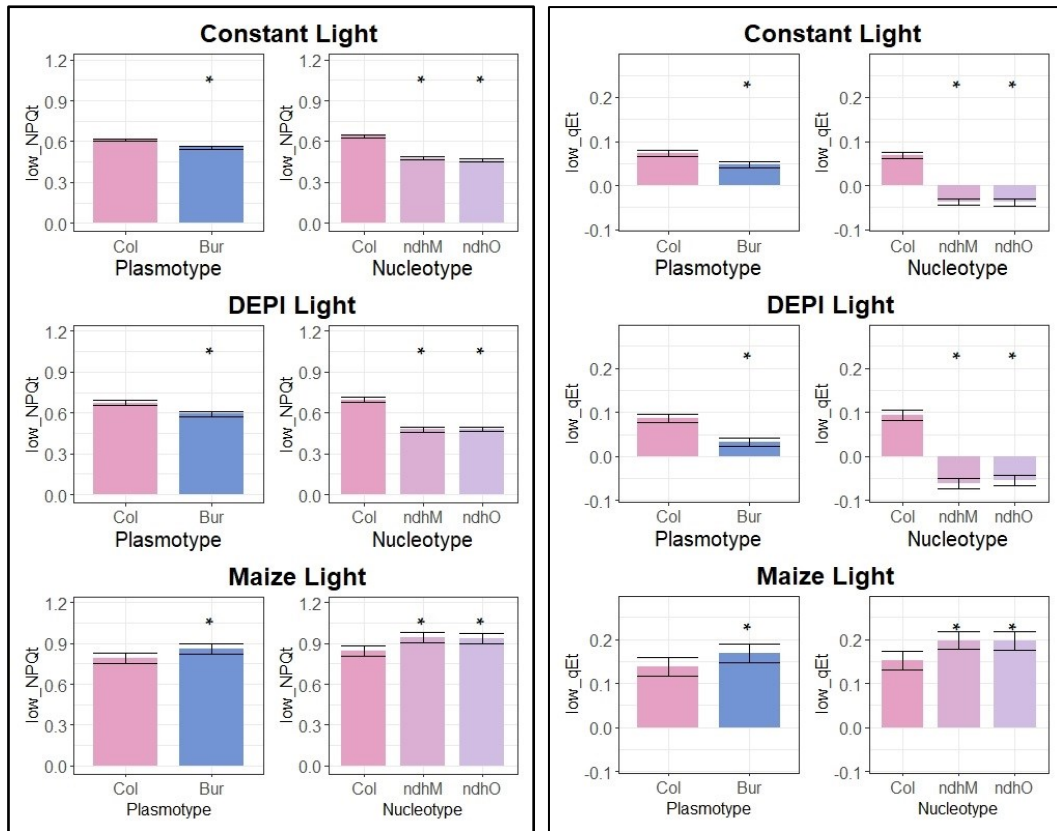 Constant Light
low_NPQt
1.2
0.9
0.6
0.3
0.0
*
Col Bur
Plasmotype
low_NPQt
1.2
0.9
0.6
0.3
0.0
* *
Col ndhM ndhO
Nucleotype
DEPI Light
low_NPQt
1.2
0.9
0.6
0.3
0.0
*
Col Bur
Plasmotype
low_NPQt
1.2
0.9
0.6
0.3
0.0
* *
Col ndhM ndhO
Nucleotype
Maize Light
low_NPQt
1.2
0.9
0.6
0.3
0.0
*
Col Bur
Plasmotype
low_NPQt
1.2
0.9
0.6
0.3
0.0
* *
Col ndhM ndhO
Nucleotype
Constant Light
low_qEt
0.2
0.1
0.0
-0.1
*
Col Bur
Plasmotype
low_qEt
0.2
0.1
0.0
-0.1
* *
Col ndhM ndhO
Nucleotype
DEPI Light
low_qEt
0.2
0.1
0.0
-0.1
*
Col Bur
Plasmotype
low_qEt
0.2
0.1
0.0
-0.1
* *
Col ndhM ndhO
Nucleotype
Maize Light
low_qEt
0.2
0.1
0.0
-0.1
*
Col Bur
Plasmotype
low_qEt
0.2
0.1
0.0
-0.1
* *
Col ndhM ndhO
Nucleotype